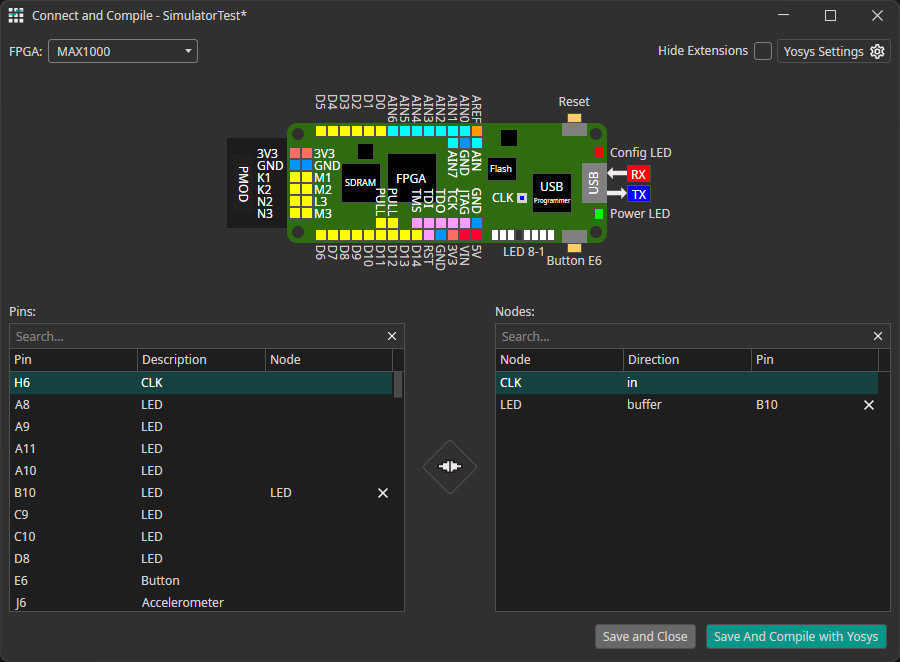 Connect and Compile - SimulatorTest*
FPGA: MAX1000
Hide Extensions
Yosys Settings
D5 D4 D3 D2 D1 D0 AIN6 AIN5 AIN4 AIN3 AIN2 AIN1 AIN0 AREF
Reset
AIN7 GND AIN
3V3 3V3
GND GND
K1 M1
K2 M2
N2 L3
N3 M3
PMOD
SDRAM
FPGA
Flash
CLK
USB
Programmer
USB
Config LED
RX
TX
Power LED
PULL PULL TMS TDI TDO TCK JTAG GND
D6 D7 D8 D9 D10 D11 D12 D13 D14 RST GND 3V3 VIN 5V
LED 8-1
Button E6
Pins:
Search...
Pin Description Node
H6 CLK
A8 LED
A9 LED
A11 LED
A10 LED
B10 LED LED
C9 LED
C10 LED
D8 LED
E6 Button
J6 Accelerometer
Nodes:
Search...
Node Direction Pin
CLK in
LED buffer B10
Save and Close
Save And Compile with Yosys